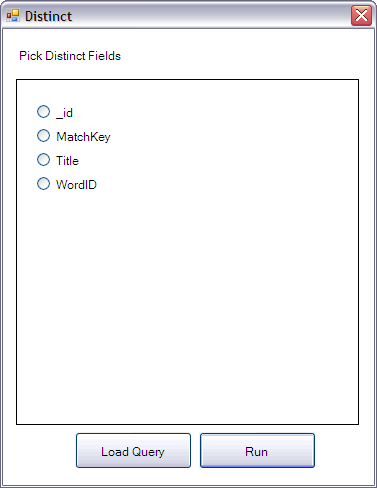 Distinct
Pick Distinct Fields
_id
MatchKey
Title
WordID
Load Query
Run